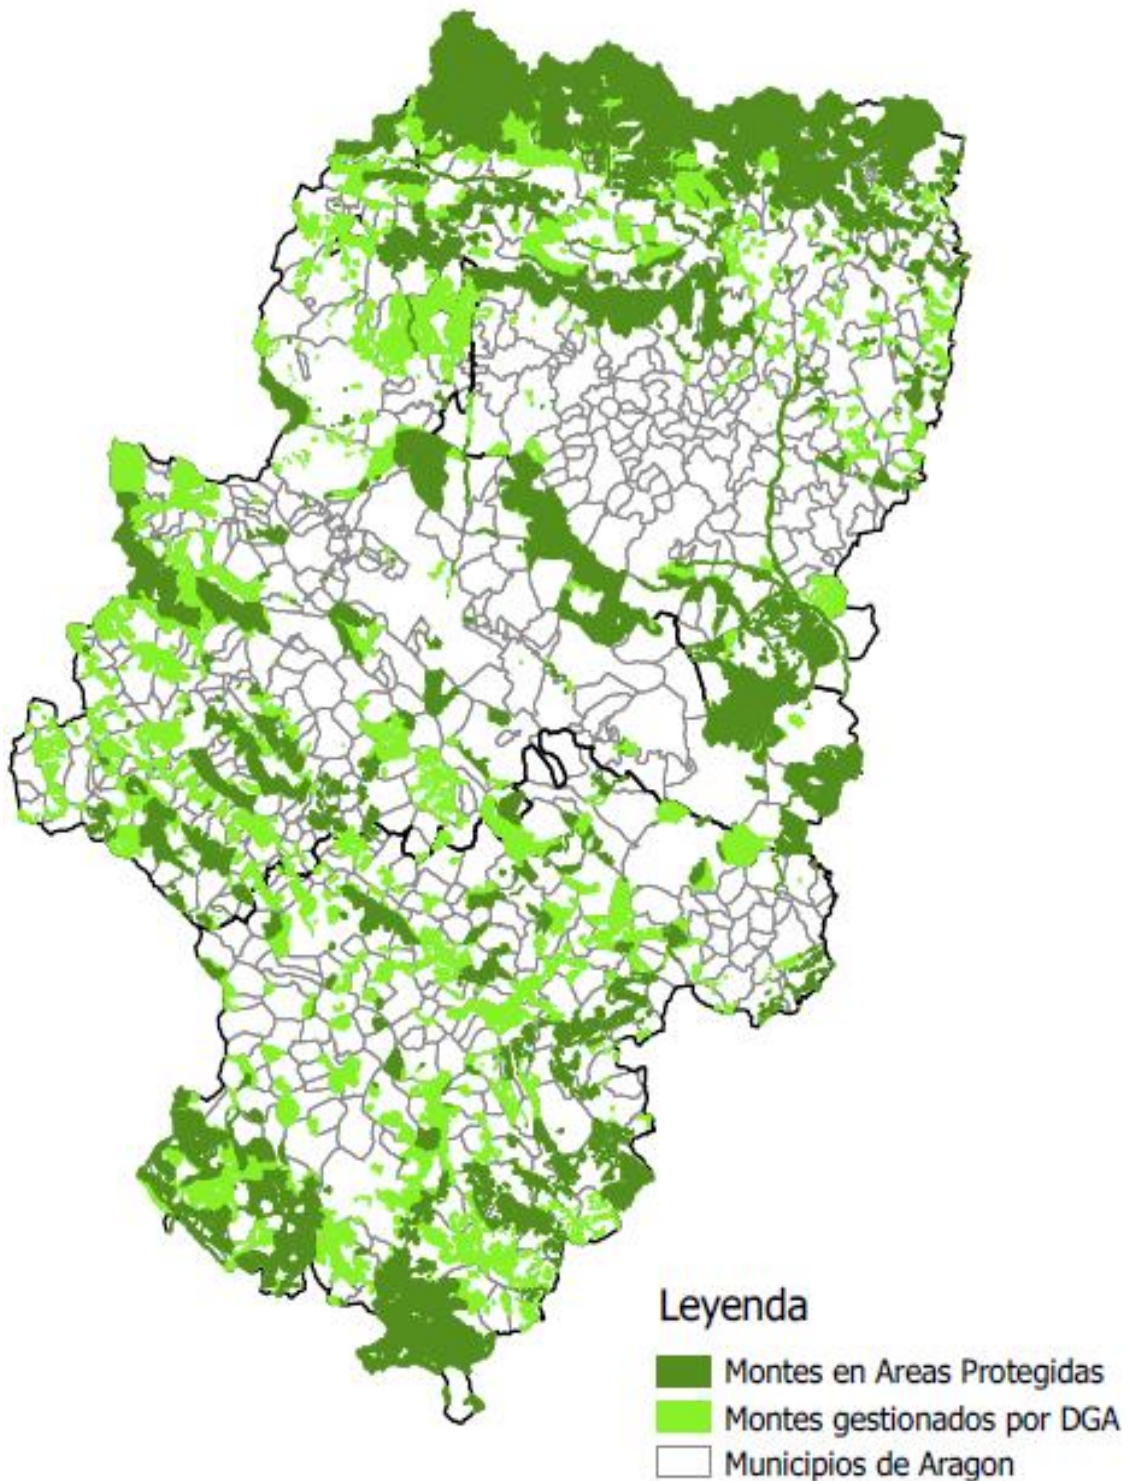 Leyenda
Montes en Areas Protegidas
Montes gestionados por DGA
Municipios de Aragon